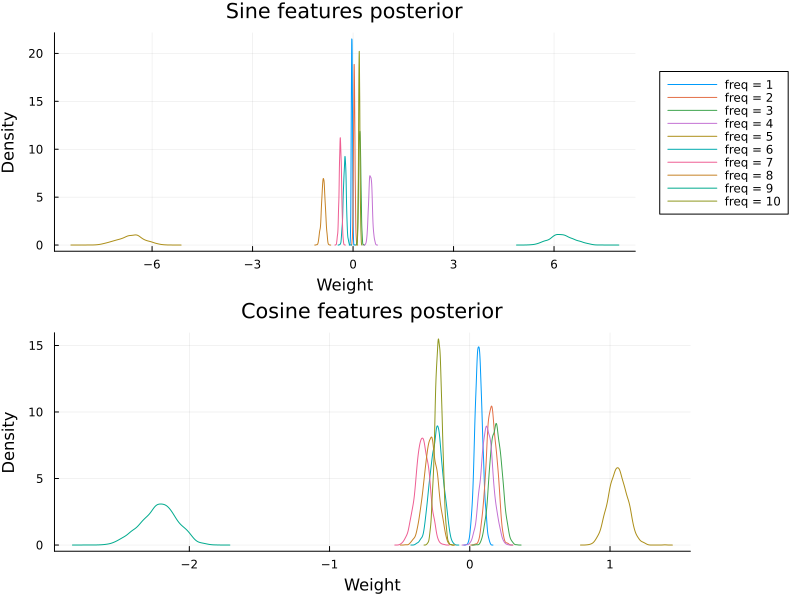 Sine features posterior
20
15
10
5
0
Density
−6
−3
0
3
6
Weight
freq = 1
freq = 2
freq = 3
freq = 4
freq = 5
freq = 6
freq = 7
freq = 8
freq = 9
freq = 10
Cosine features posterior
15
10
5
0
Density
−2
−1
0
1
Weight